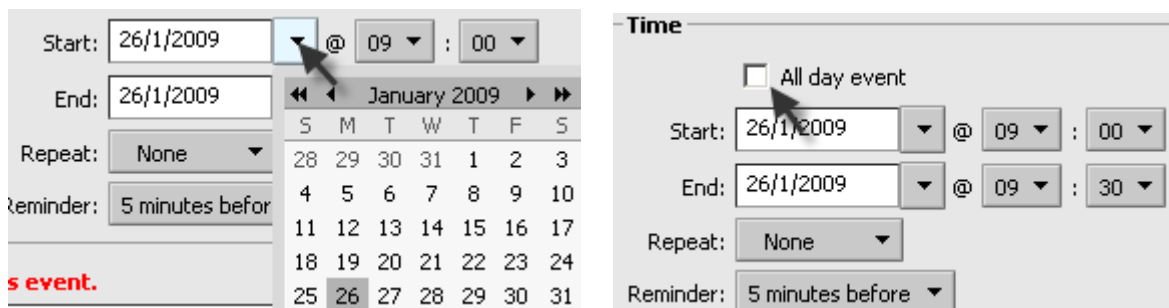 Start: 26/1/2009 @ 09 : 00
End: 26/1/2009
January 2009
S M T W T F S
28 29 30 31 1 2 3
Repeat: None
4 5 6 7 8 9 10
Reminder: 5 minutes befor
11 12 13 14 15 16 17
18 19 20 21 22 23 24
s event.
25 26 27 28 29 30 31
Time
All day event
Start: 26/1/2009 @ 09 : 00
End: 26/1/2009 @ 09 : 30
Repeat: None
Reminder: 5 minutes before